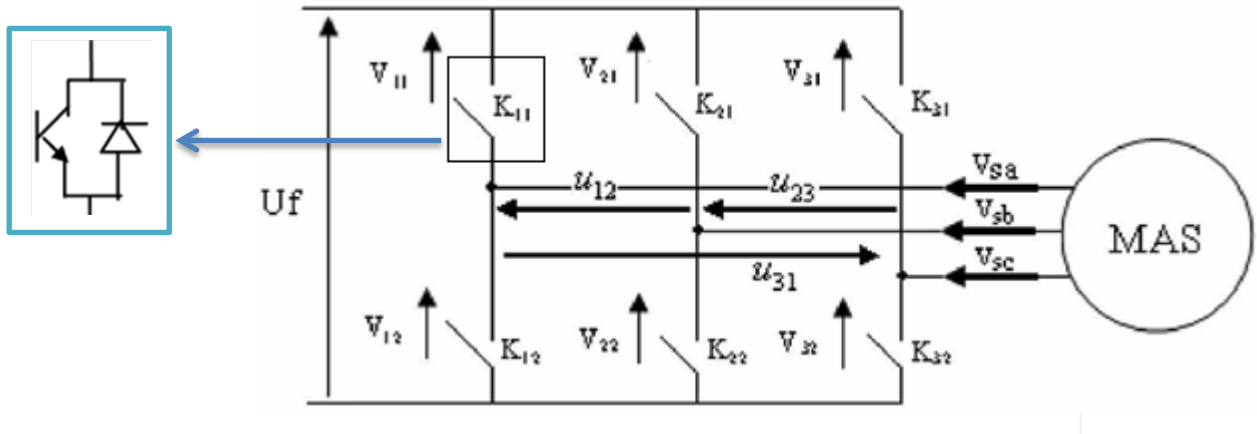 V₁₁ K₁₁ V₂₁ K₂₁ V₃₁ K₃₁
Uf u₁₂ u₂₃ Vsa
Vsb MAS
u₃₁ Vsc
V₁₂ K₁₂ V₂₂ K₂₂ V₃₂ K₃₂